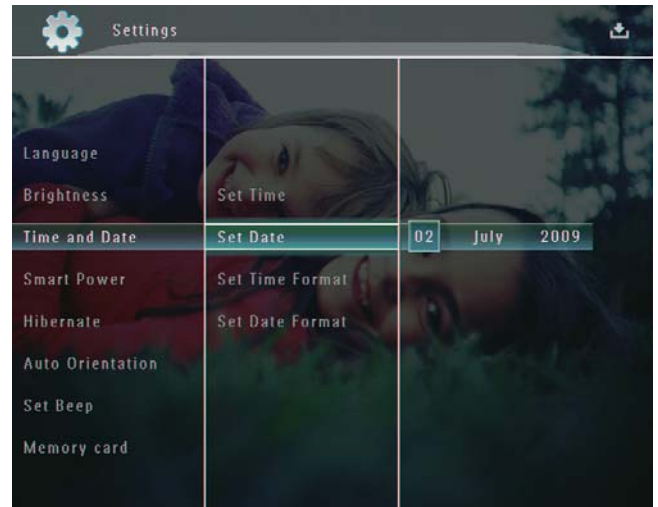 Settings
Language
Brightness
Set Time
Time and Date
Set Date
02 July 2009
Smart Power
Set Time Format
Hibernate
Set Date Format
Auto Orientation
Set Beep
Memory card